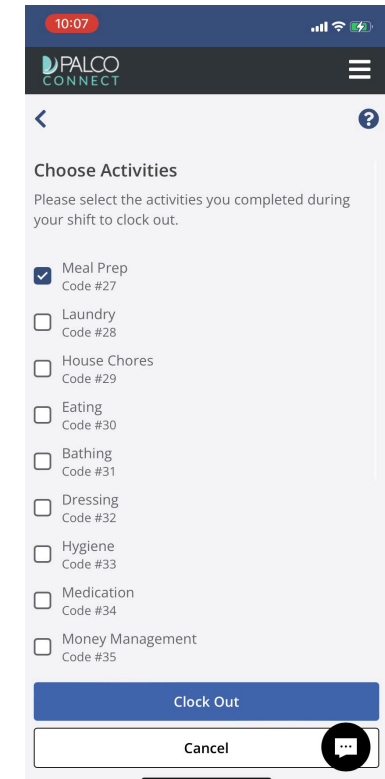 10:07
PALCO
CONNECT
?
Choose Activities
Please select the activities you completed during
your shift to clock out.
Meal Prep
Code #27
Laundry
Code #28
House Chores
Code #29
Eating
Code #30
Bathing
Code #31
Dressing
Code #32
Hygiene
Code #33
Medication
Code #34
Money Management
Code #35
Clock Out
Cancel